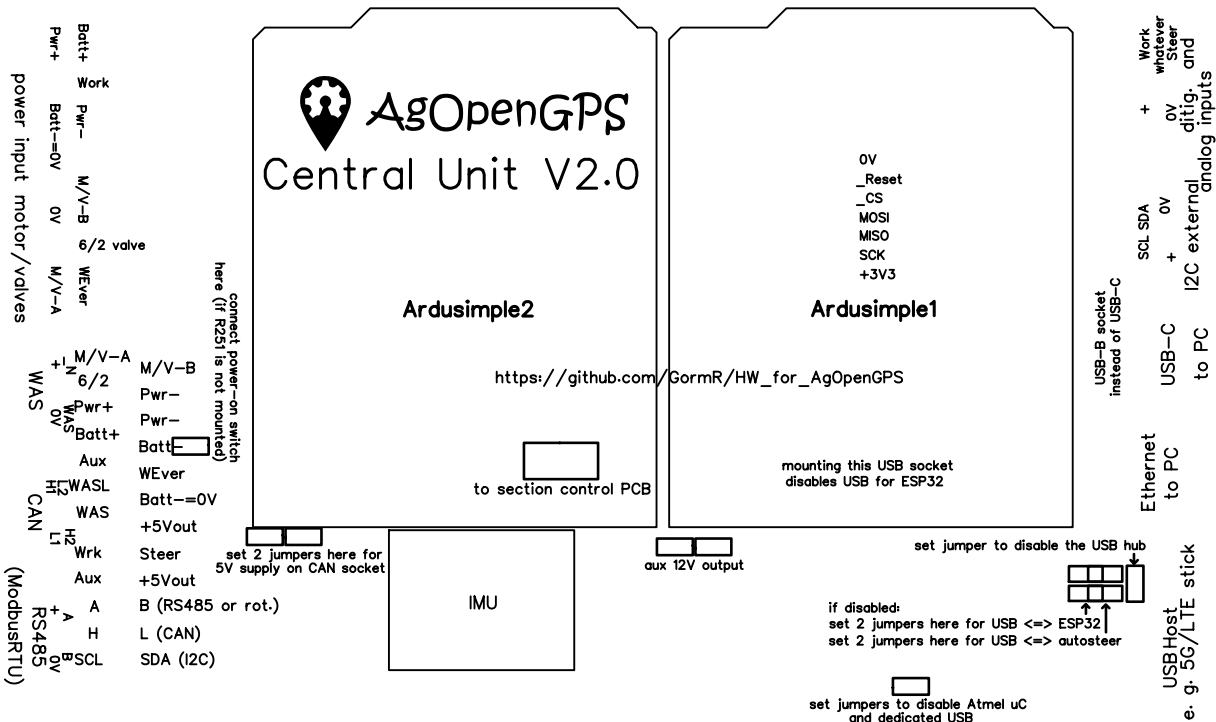 Batt+
Pwr+
Work
Pwr-
Batt-=0V
M/V-B
0V
6/2 valve
WEver
M/V-A
power input motor/valves
connect power-on switch
here (if R251 is not mounted)
AgOpenGPS
Central Unit V2.0
Ardusimple2
https://github.com/GormR/HW_for_AgOpenGPS
to section control PCB
0V
_Reset
_CS
MOSI
MISO
SCK
+3V3
Ardusimple1
mounting this USB socket
disables USB for ESP32
Work
whatever
Steer
+
0V
ditig. and
analog inputs
SCL SDA
+
0V
I2C external
USB-B socket
instead of USB-C
USB-C
to PC
Ethernet
to PC
M/V-A
M/V-B
6/2
Pwr-
Pwr+
Pwr-
Batt+
Batt-
Aux
WEver
WASL
Batt-=0V
WAS
+5Vout
Wrk
Steer
Aux
+5Vout
A
B (RS485 or rot.)
H
L (CAN)
SCL
SDA (I2C)
+
_N
WAS
0V
WAS
L2
H1
CAN
H2
L1
+
A
RS485
(ModbusRTU)
0V
B
set 2 jumpers here for
5V supply on CAN socket
IMU
aux 12V output
set jumper to disable the USB hub
if disabled:
set 2 jumpers here for USB <=> ESP32
set 2 jumpers here for USB <=> autosteer
set jumpers to disable Atmel uC
and dedicated USB
USB Host
e. g. 5G/LTE stick